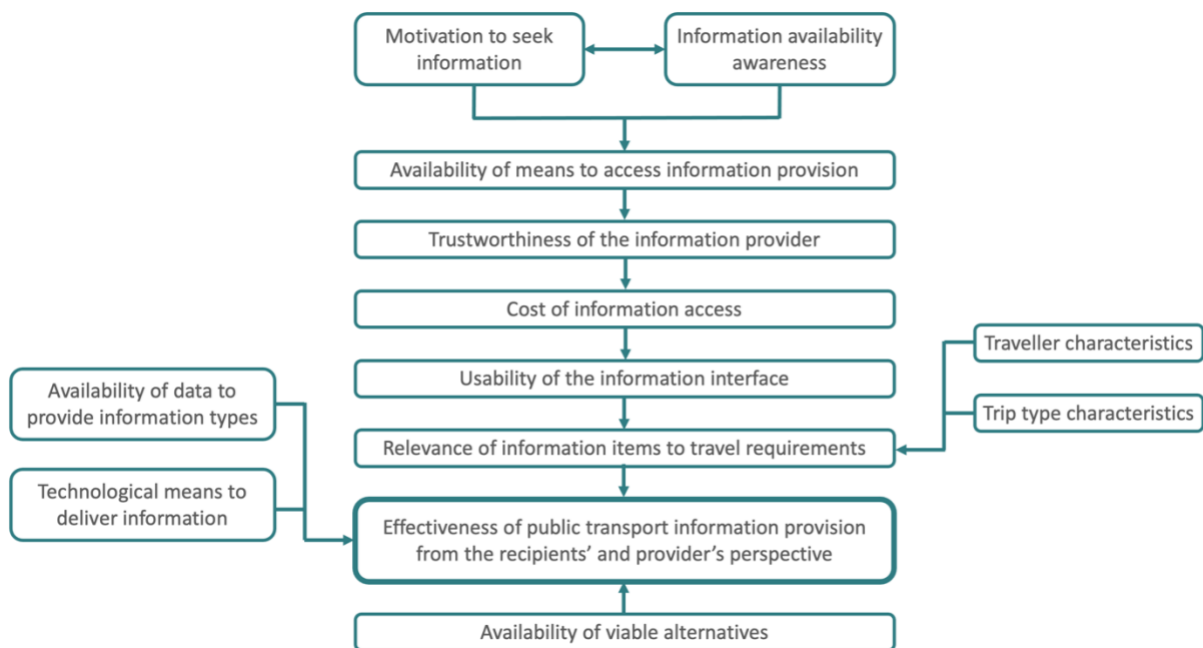 Motivation to seek
information
Information availability
awareness
Availability of means to access information provision
Trustworthiness of the information provider
Cost of information access
Usability of the information interface
Relevance of information items to travel requirements
Traveller characteristics
Trip type characteristics
Availability of data to
provide information types
Technological means to
deliver information
Effectiveness of public transport information provision
from the recipients’ and provider’s perspective
Availability of viable alternatives